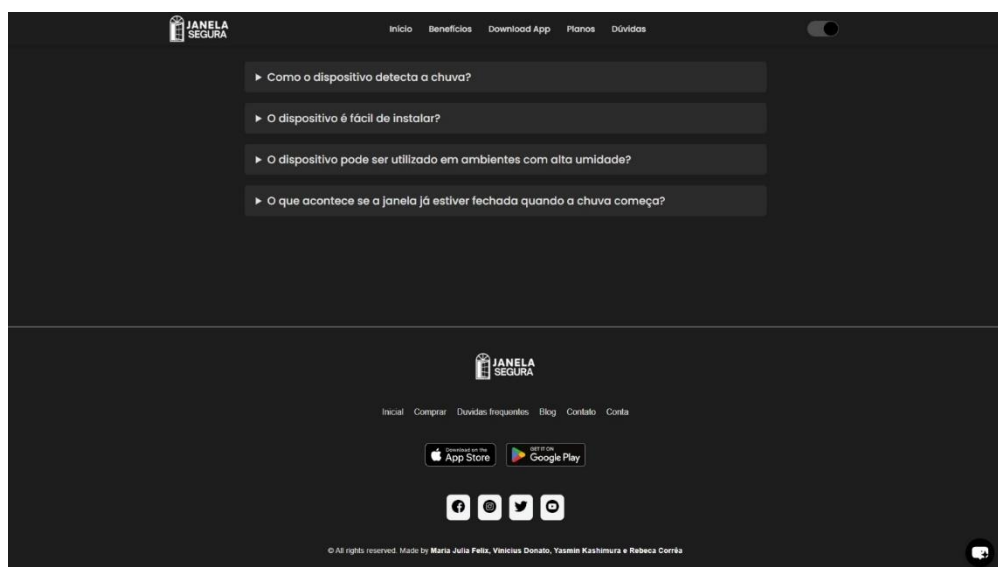 JANELA
SEGURA
Início Benefícios Download App Planos Dúvidas
Como o dispositivo detecta a chuva?
O dispositivo é fácil de instalar?
O dispositivo pode ser utilizado em ambientes com alta umidade?
O que acontece se a janela já estiver fechada quando a chuva começa?
JANELA
SEGURA
Inicial Comprar Duvidas frequentes Blog Contato Conta
Download on the
App Store
GET IT ON
Google Play
© All rights reserved. Made by Maria Julia Felix, Vinicius Donato, Yasmin Kashimura e Rebeca Corrêa